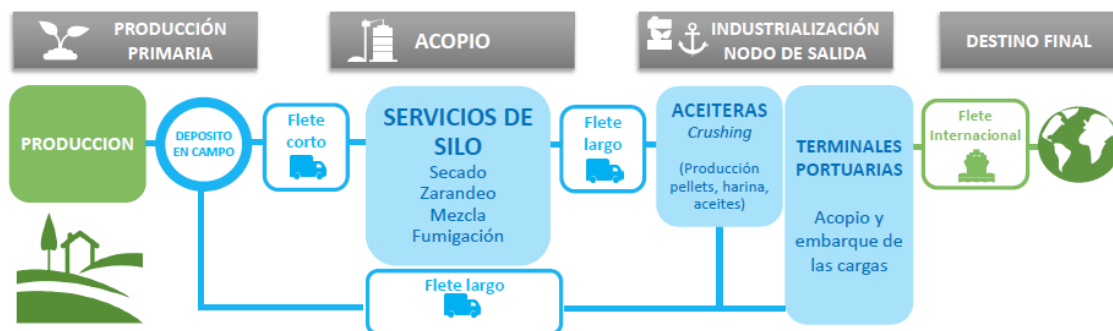 PRODUCCIÓN
PRIMARIA
ACOPIO
INDUSTRIALIZACIÓN
NODO DE SALIDA
DESTINO FINAL
PRODUCCION
DEPOSITO
EN CAMPO
Flete
corto
SERVICIOS DE
SILO
Secado
Zarandeo
Mezcla
Fumigación
Flete
largo
ACEITERAS
Crushing
(Producción
pellets, harina,
aceites)
TERMINALES
PORTUARIAS
Acopio y
embarque de
las cargas
Flete
Internacional
Flete largo